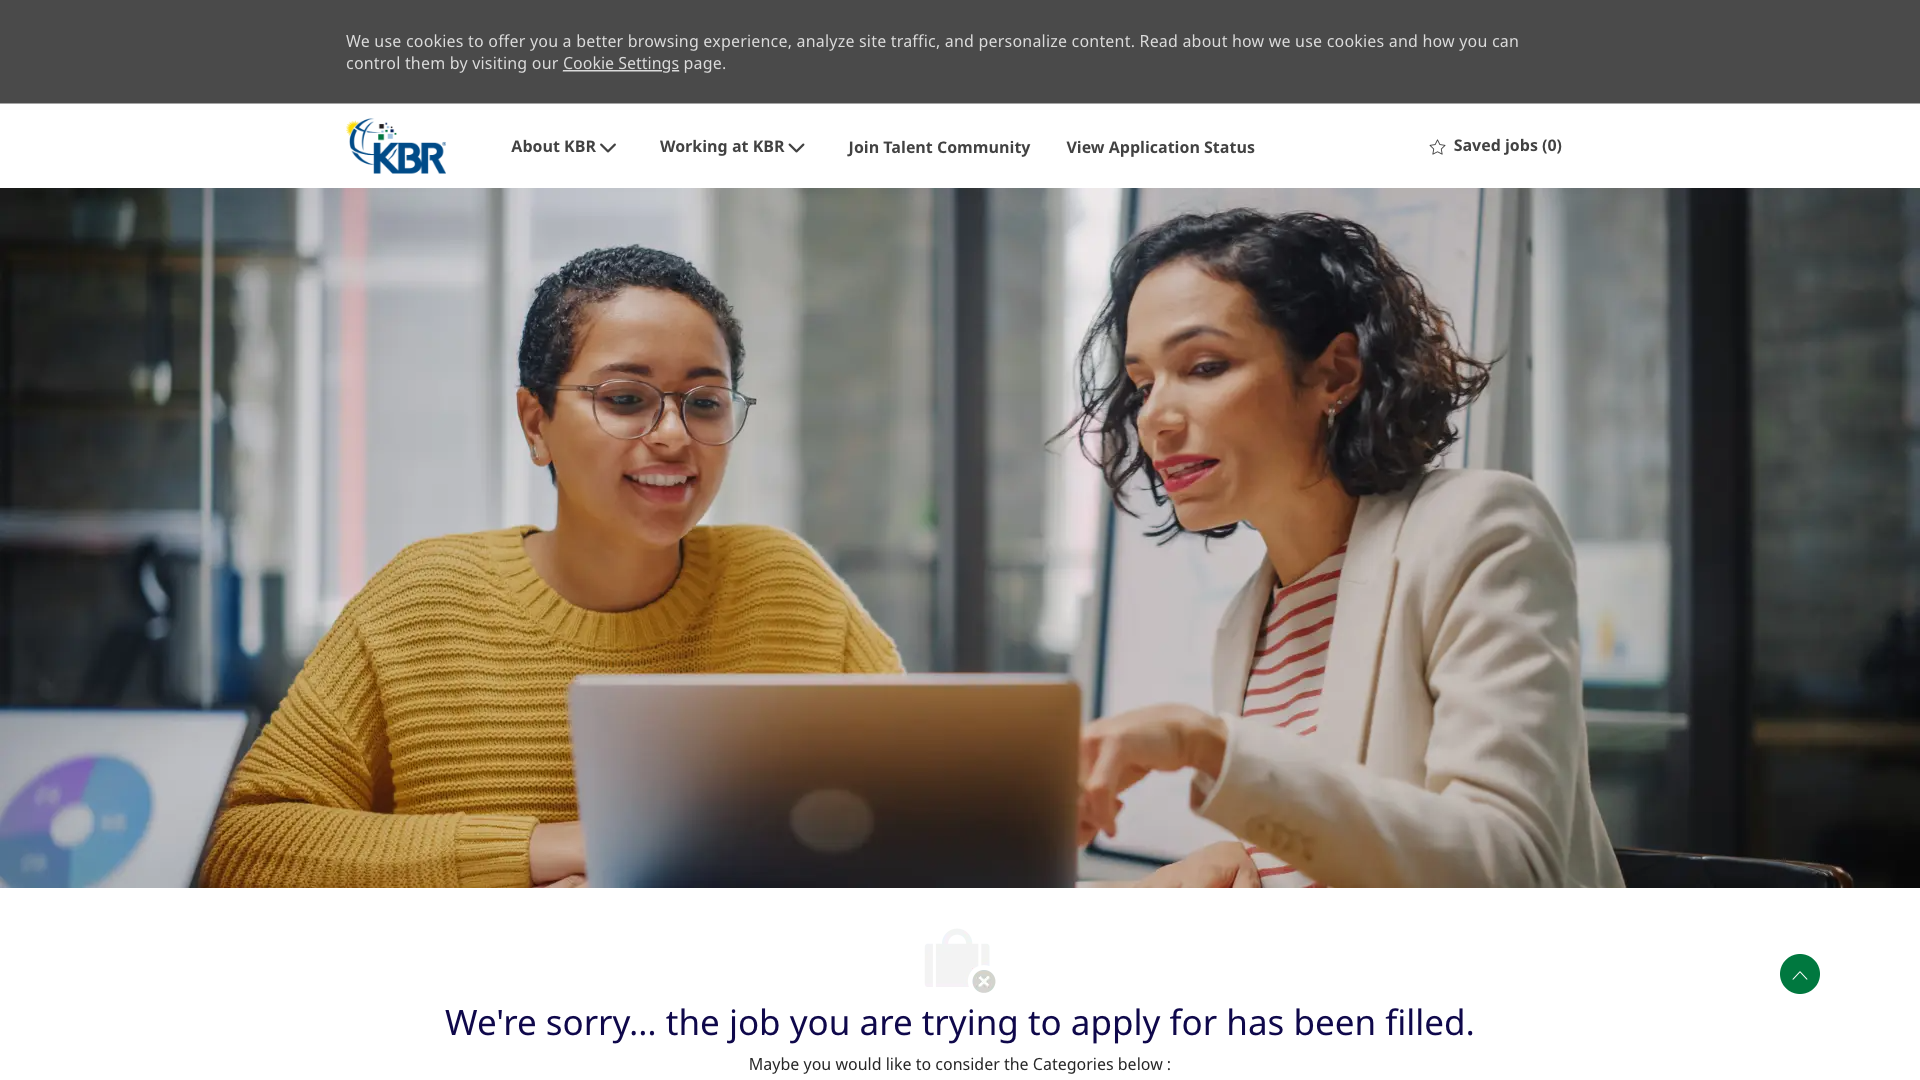 We use cookies to offer you a better browsing experience, analyze site traffic, and personalize content. Read about how we use cookies and how you can
control them by visiting our Cookie Settings page.
KBR
About KBR
Working at KBR
Join Talent Community
View Application Status
Saved jobs (0)
We're sorry… the job you are trying to apply for has been filled.
Maybe you would like to consider the Categories below :